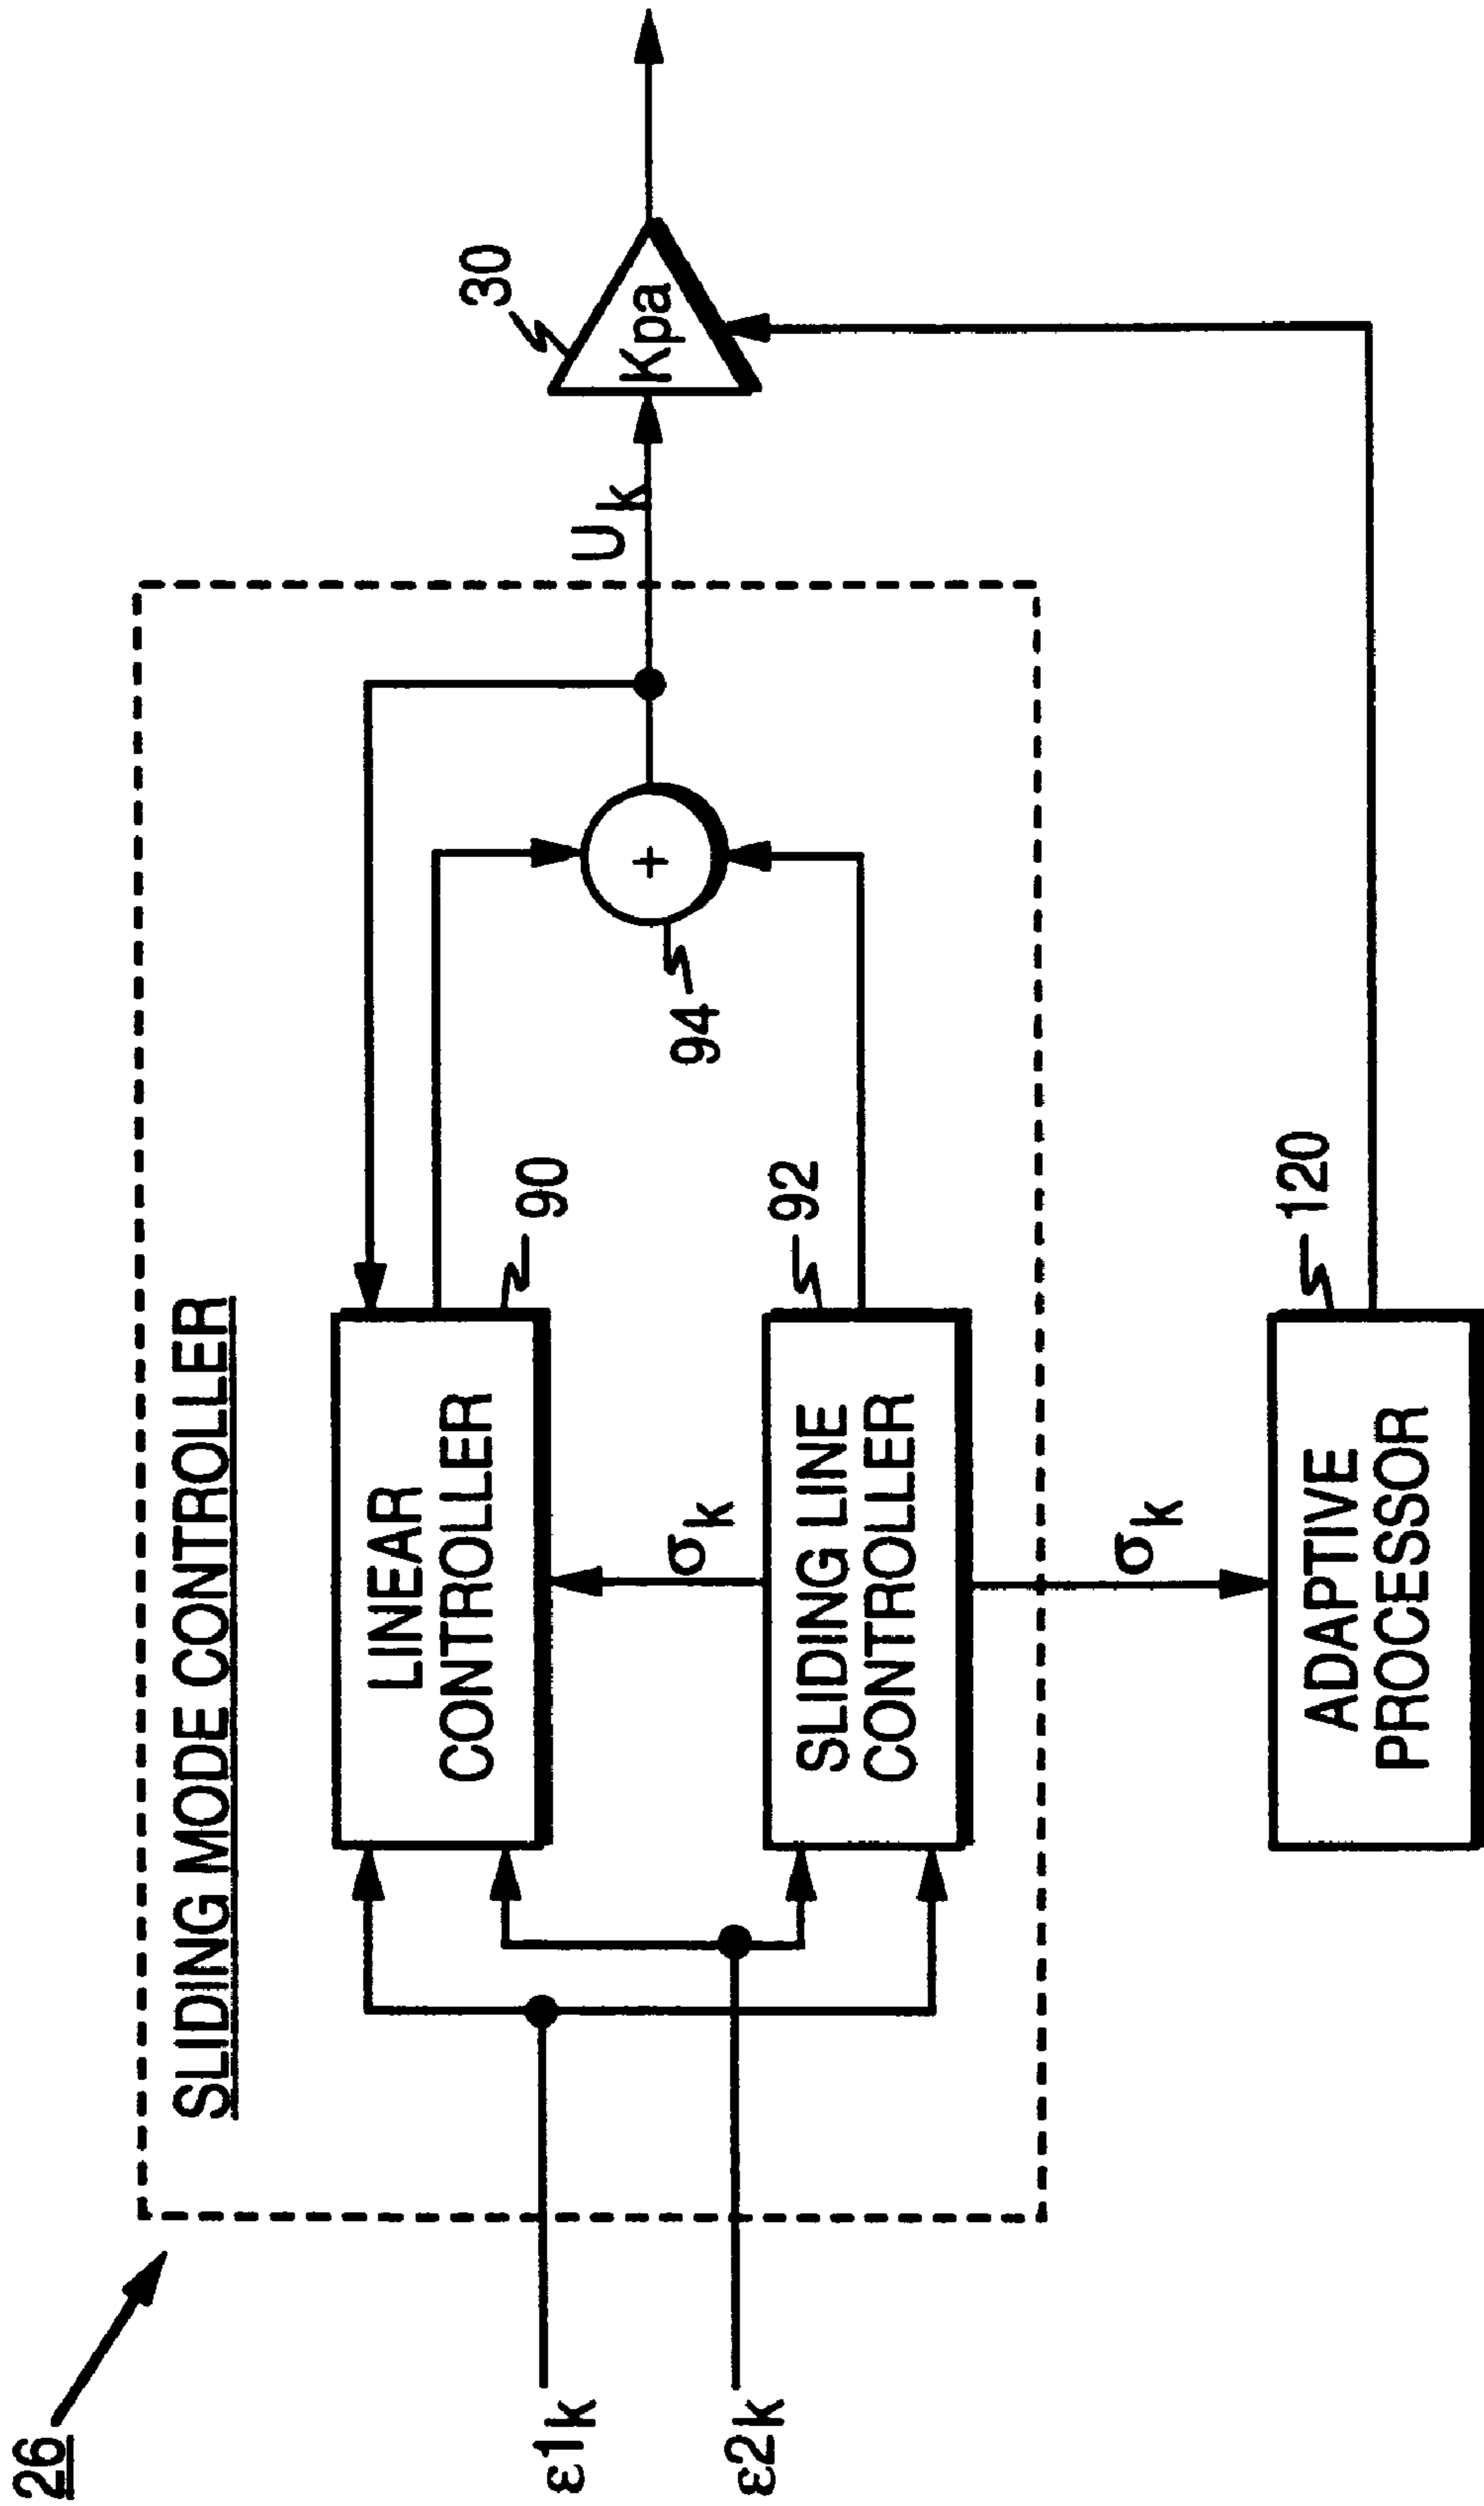 26
SLIDING MODE CONTROLLER
LINEAR
CONTROLLER
90
σk
SLIDING LINE
CONTROLLER
92
94
+
Uk
30
Kpa
ε1k
ε2k
σk
ADAPTIVE
PROCESSOR
120